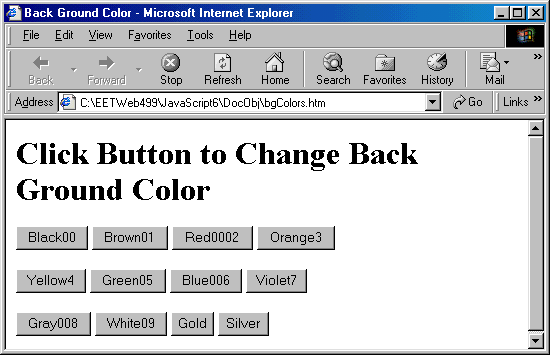 Back Ground Color - Microsoft Internet Explorer
File Edit View Favorites Tools Help
Back Forward Stop Refresh Home Search Favorites History Mail »
Address C:\EETWeb499\JavaScript6\DocObj\bgColors.htm Go Links »
Click Button to Change Back
Ground Color
Black00 Brown01 Red0002 Orange3
Yellow4 Green05 Blue006 Violet7
Gray008 White09 Gold Silver